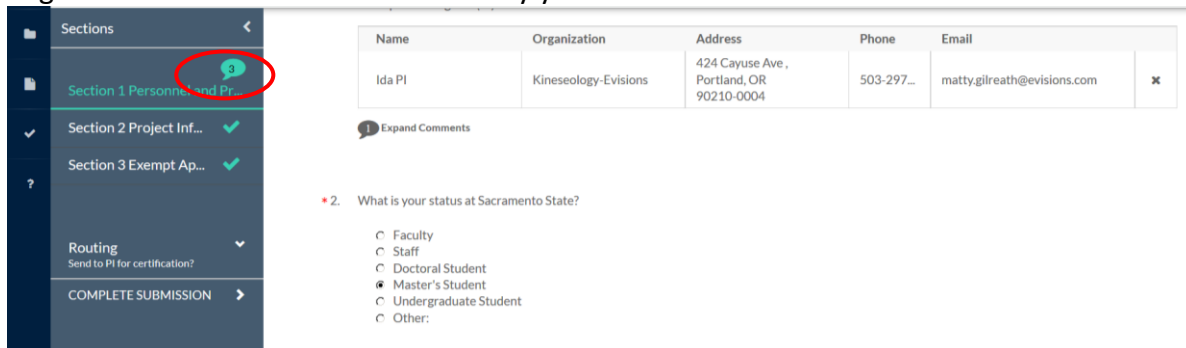 Sections
3
Section 1 Personnel and Pr...
Section 2 Project Inf...
Section 3 Exempt Ap...
?
Routing
Send to PI for certification?
COMPLETE SUBMISSION
Name Organization Address Phone Email
Ida PI Kineseology-Evisions 424 Cayuse Ave , Portland, OR 90210-0004 503-297... matty.gilreath@evisions.com
1 Expand Comments
* 2. What is your status at Sacramento State?
Faculty
Staff
Doctoral Student
Master's Student
Undergraduate Student
Other: